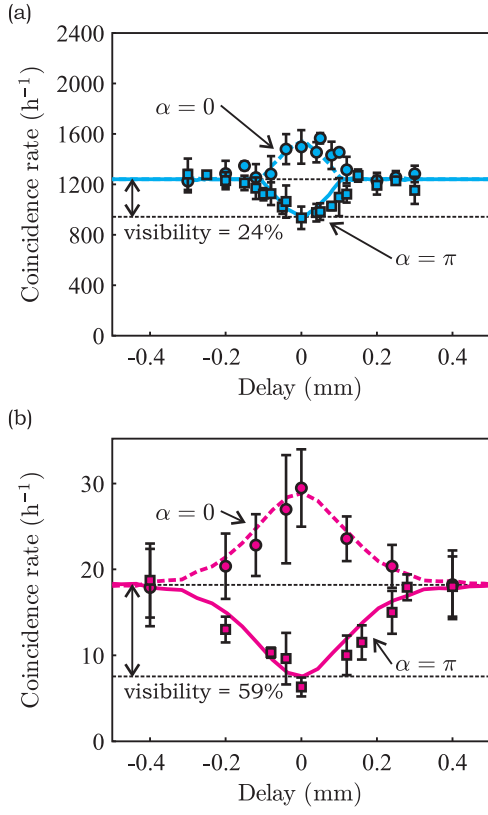 (a)
2400
2000
1600
1200
800
400
0
Coincidence rate (h⁻¹)
α = 0
visibility = 24%
α = π
-0.4 -0.2 0 0.2 0.4
Delay (mm)
(b)
30
20
10
0
Coincidence rate (h⁻¹)
α = 0
α = π
visibility = 59%
-0.4 -0.2 0 0.2 0.4
Delay (mm)